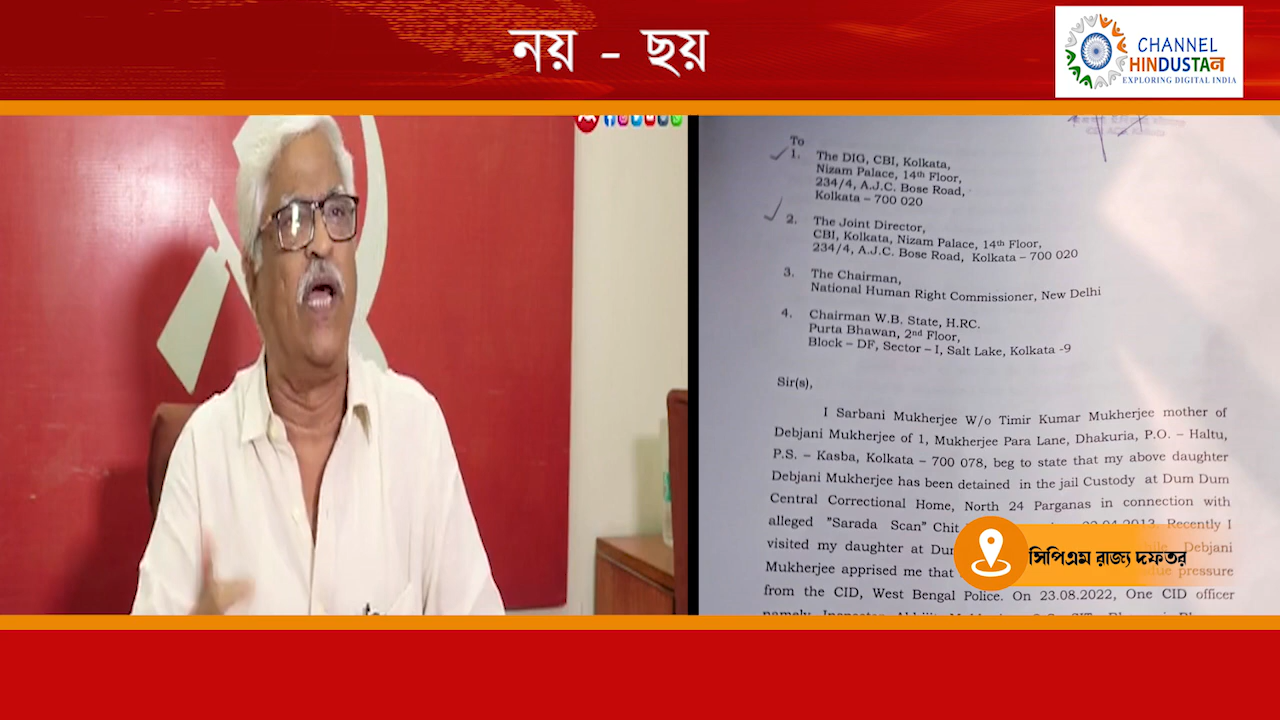 নয় - ছয়
CHANNEL
HINDUSTAন
EXPLORING DIGITAL INDIA
To
1. The DIG, CBI, Kolkata,
Nizam Palace, 14th Floor,
234/4, A.J.C. Bose Road,
Kolkata – 700 020
2. The Joint Director,
CBI, Kolkata, Nizam Palace, 14th Floor,
234/4, A.J.C. Bose Road, Kolkata – 700 020
3. The Chairman,
National Human Right Commissioner, New Delhi
4. Chairman W.B. State, H.RC.
Purta Bhawan, 2nd Floor,
Block – DF, Sector – I, Salt Lake, Kolkata -9
Sir(s),
I Sarbani Mukherjee W/o Timir Kumar Mukherjee mother of
Debjani Mukherjee of 1, Mukherjee Para Lane, Dhakuria, P.O. – Haltu,
P.S. – Kasba, Kolkata – 700 078, beg to state that my above daughter
Debjani Mukherjee has been detained in the jail Custody at Dum Dum
Central Correctional Home, North 24 Parganas in connection with
alleged "Sarada Scan" Chit 2013. Recently I
visited my daughter at Debjani
Mukherjee apprised me that pressure
from the CID, West Bengal Police. On 23.08.2022, One CID officer
সিপিএম রাজ্য দফতর